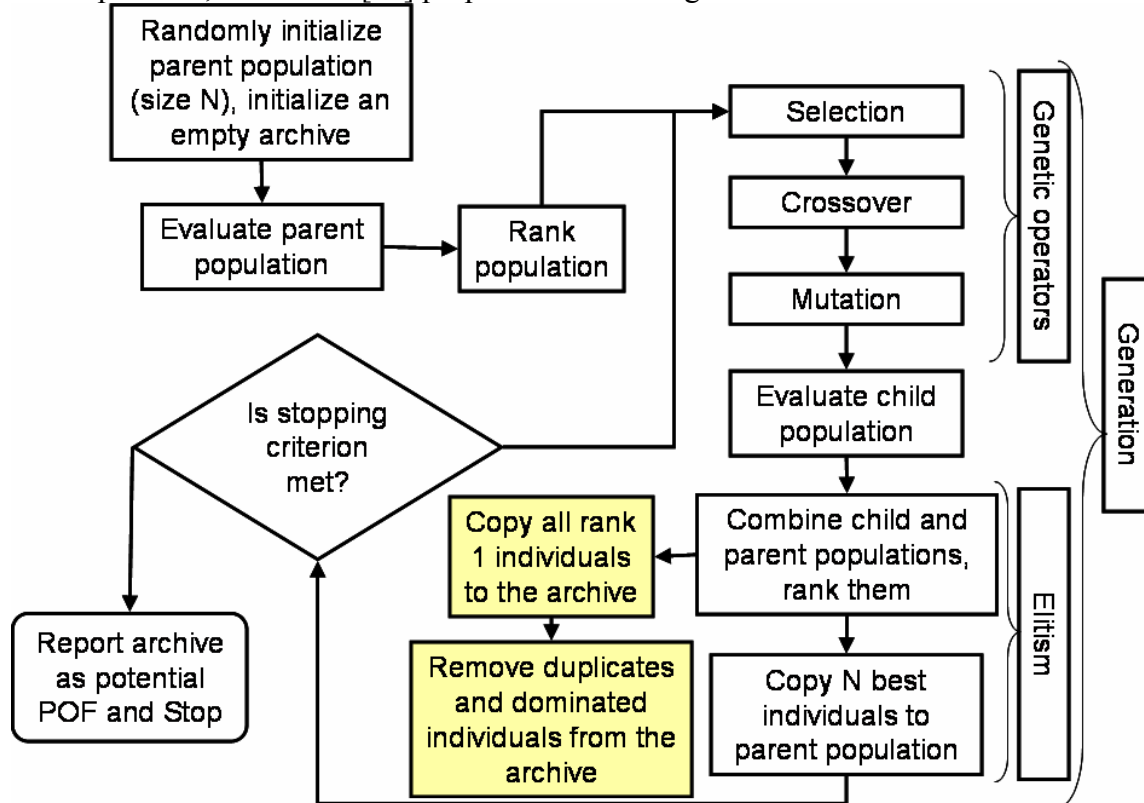 Randomly initialize
parent population
(size N), initialize an
empty archive
Evaluate parent
population
Rank
population
Selection
Crossover
Mutation
Genetic operators
Evaluate child
population
Generation
Is stopping
criterion
met?
Copy all rank
1 individuals
to the archive
Combine child and
parent populations,
rank them
Elitism
Report archive
as potential
POF and Stop
Remove duplicates
and dominated
individuals from the
archive
Copy N best
individuals to
parent population